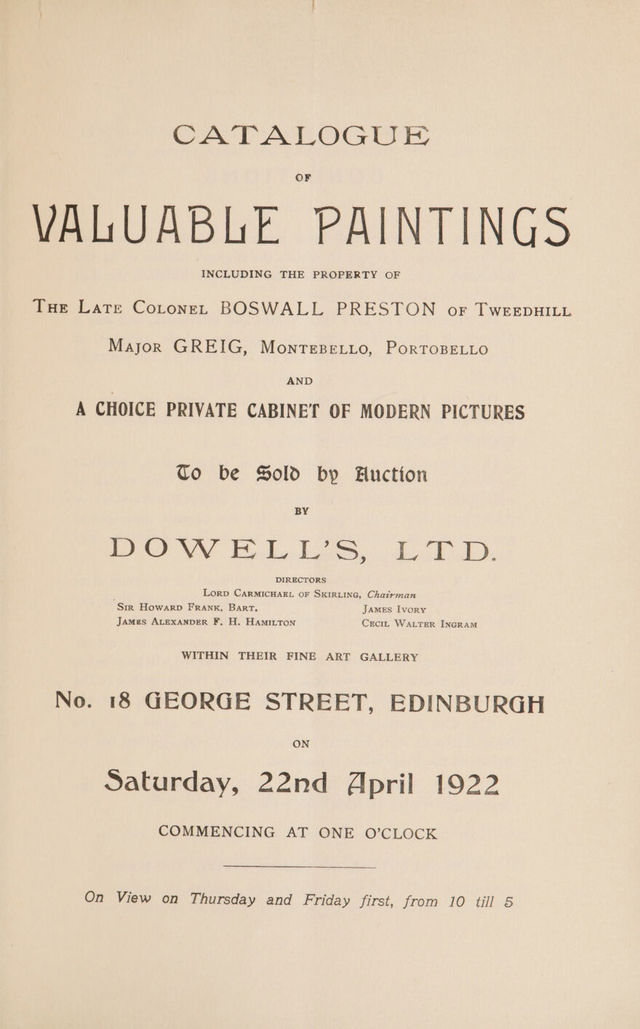 CATALOGUE
OF
VALUABLE PAINTINGS
INCLUDING THE PROPERTY OF
THE LATE COLONEL BOSWALL PRESTON OF TWEEDHILL
MAJOR GREIG, MONTEBELLO, PORTOBELLO
AND
A CHOICE PRIVATE CABINET OF MODERN PICTURES
To be Sold by Auction
BY
DOWELL'S, LTD.
DIRECTORS
LORD CARMICHAEL OF SKIRLING, Chairman
SIR HOWARD FRANK, BART. JAMES IVORY
JAMES ALEXANDER F. H. HAMILTON CECIL WALTER INGRAM
WITHIN THEIR FINE ART GALLERY
No. 18 GEORGE STREET, EDINBURGH
ON
Saturday, 22nd April 1922
COMMENCING AT ONE O'CLOCK
On View on Thursday and Friday first, from 10 till 5